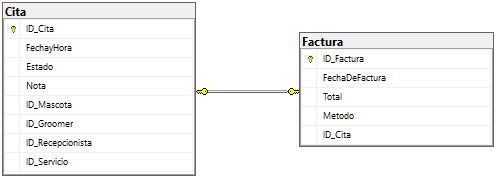 Cita
ID_Cita
FechayHora
Estado
Nota
ID_Mascota
ID_Groomer
ID_Recepcionista
ID_Servicio
Factura
ID_Factura
FechaDeFactura
Total
Metodo
ID_Cita